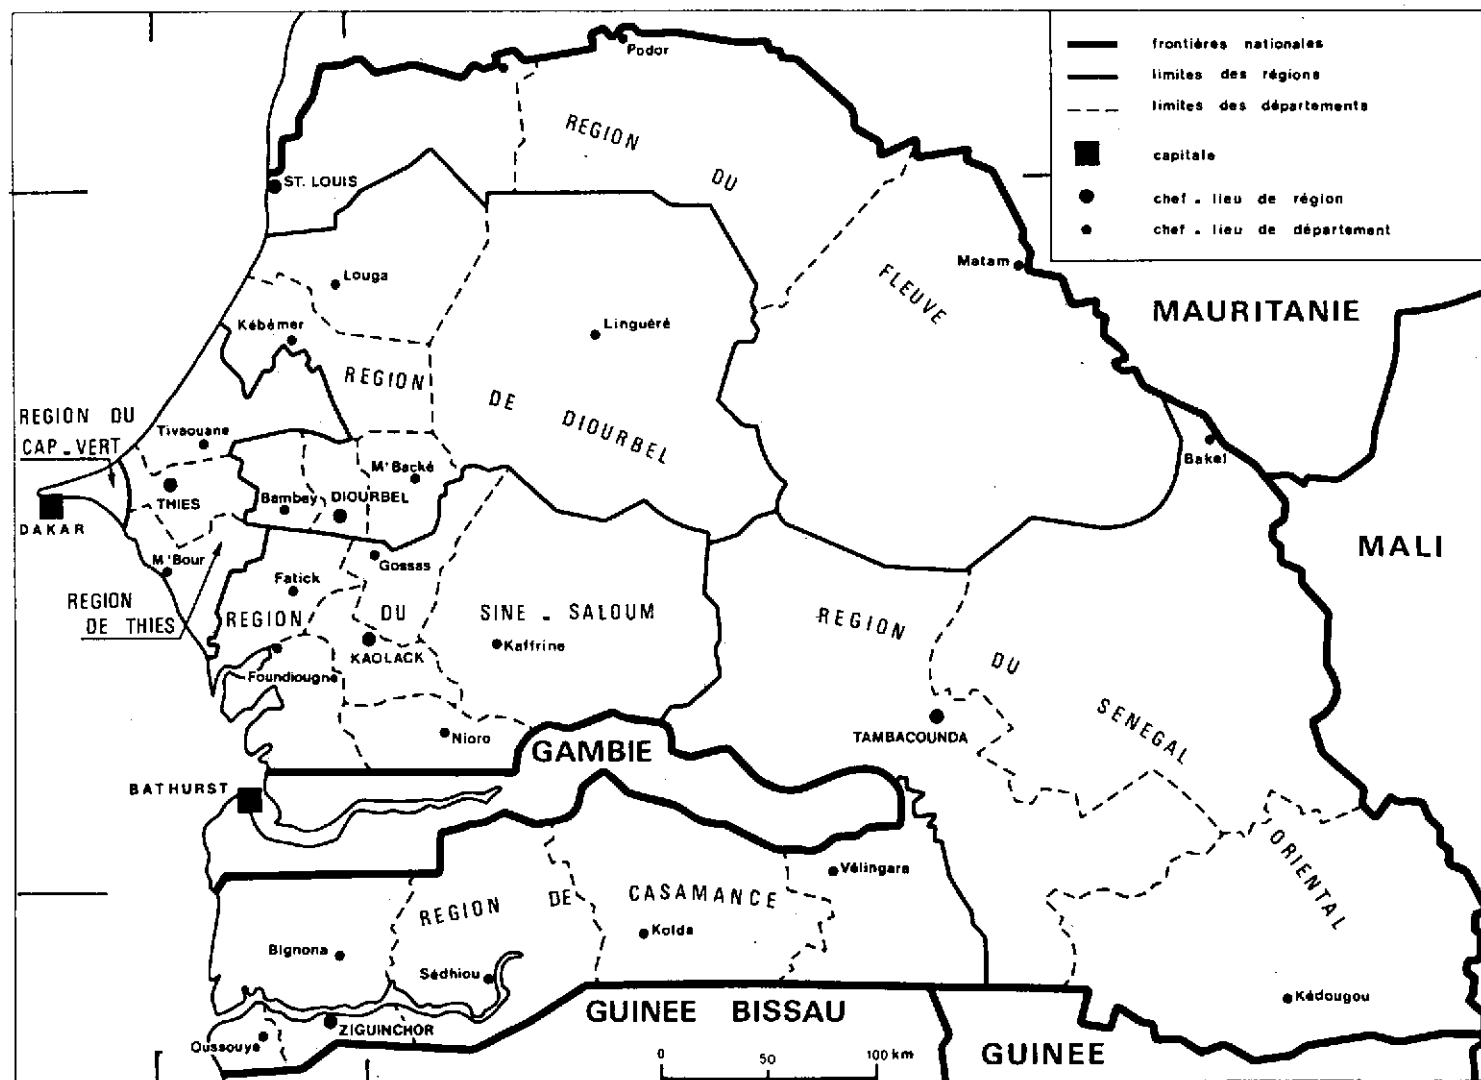 frontières nationales
limites des régions
limites des départements
capitale
chef - lieu de région
chef - lieu de département
Podor
REGION DU FLEUVE
ST. LOUIS
Louga
Matam
MAURITANIE
Kébémer
Linguéré
REGION DE DIOURBEL
REGION DU
CAP-VERT
Tivaouane
Bakel
M'Backé
THIES
Bambey
DIOURBEL
DAKAR
MALI
M'Bour
Gossas
Fatick
REGION
DE THIES
REGION DU SINE - SALOUM
Kaffrine
KAOLACK
Foundiougne
REGION DU SENEGAL ORIENTAL
TAMBACOUNDA
Nioro
GAMBIE
BATHURST
Vélingara
REGION DE CASAMANCE
Kolda
Bignona
Sédhiou
Kédougou
GUINEE BISSAU
ZIGUINCHOR
Oussouye
GUINEE
0 50 100 km